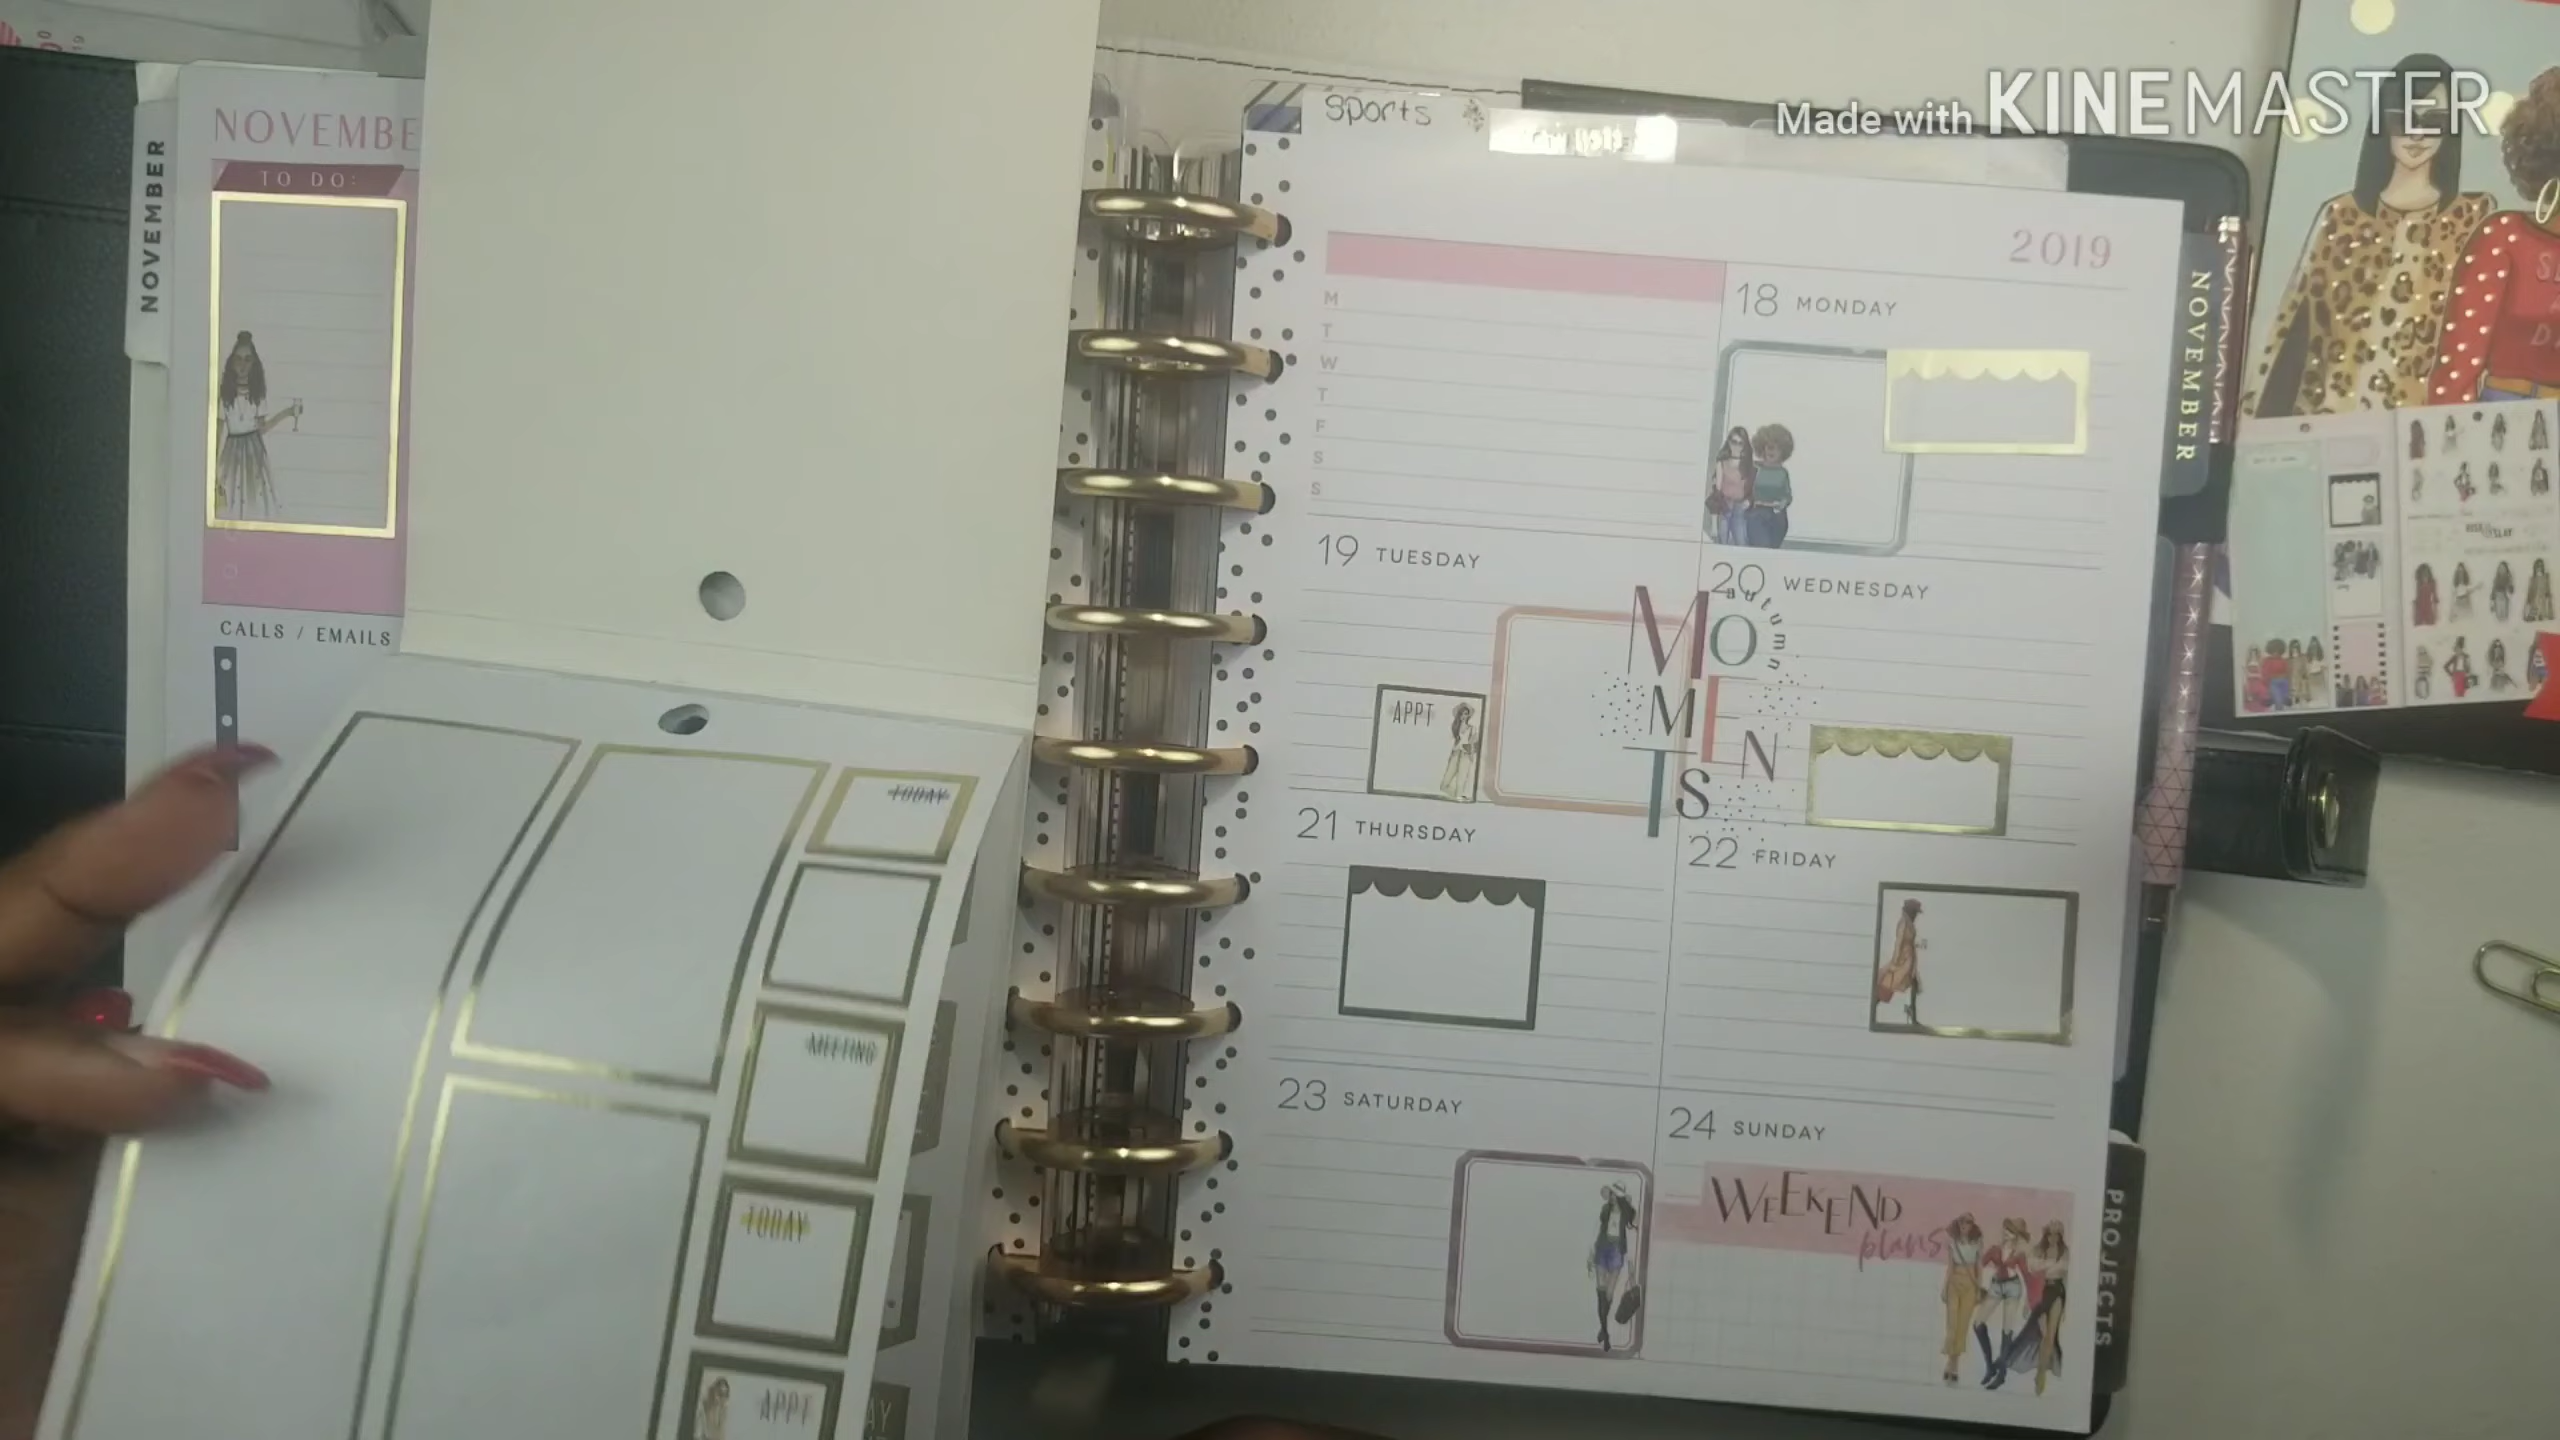 Made with KINEMASTER
NOVEMBE
TO DO:
NOVEMBER
CALLS / EMAILS
TODAY
MEETING
TODAY
APPT
AY
Sports
2019
M
T
W
T
F
S
S
18 MONDAY
19 TUESDAY
20 WEDNESDAY
autumn
MOMENTS
APPT
21 THURSDAY
22 FRIDAY
23 SATURDAY
24 SUNDAY
WEEKEND
plans
NOVEMBER
PROJECTS